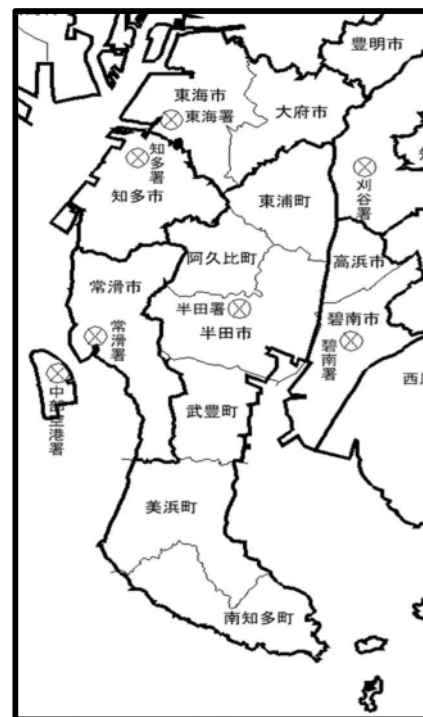 豊明市
東海市
大府市
東海署
知多署
刈谷署
知多市
東浦町
阿久比町
高浜市
常滑市
半田署
碧南市
半田市
常滑署
碧南署
中部空港署
武豊町
美浜町
南知多町